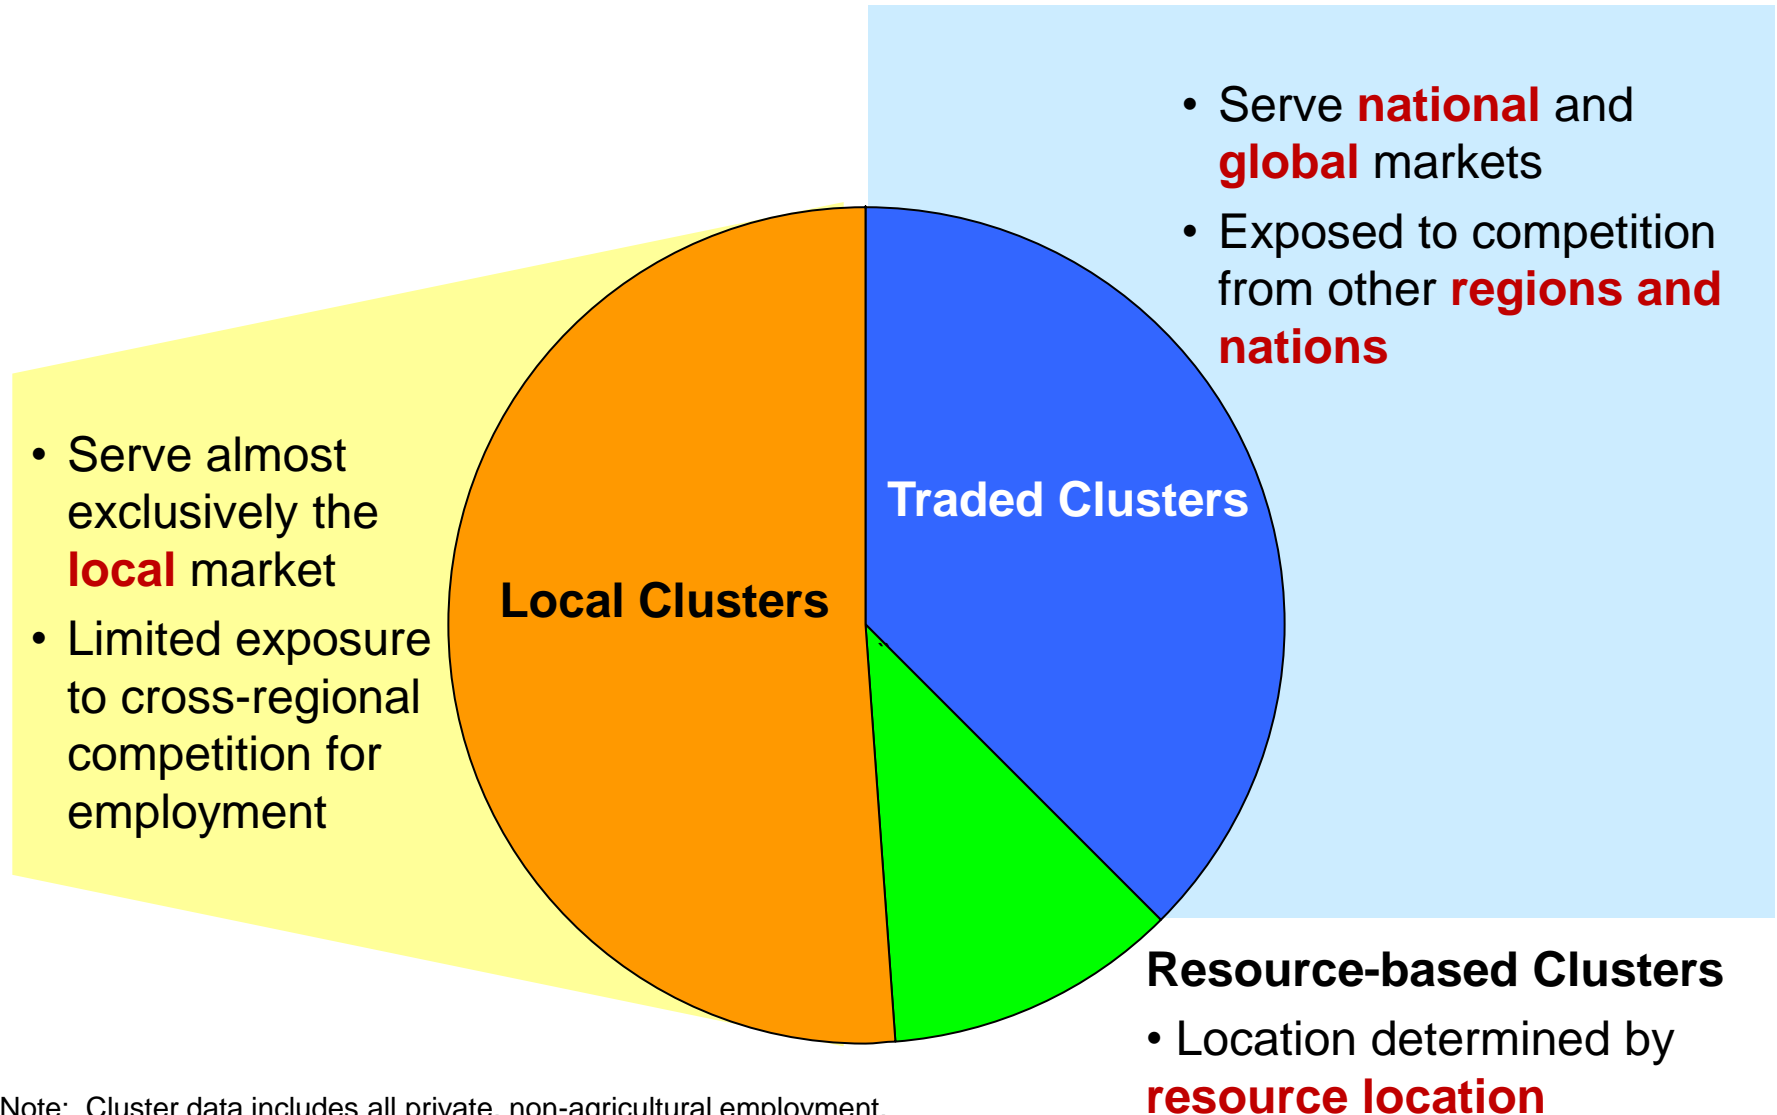 • Serve national and
global markets
• Exposed to competition
from other regions and
nations
• Serve almost
exclusively the
local market
• Limited exposure
to cross-regional
competition for
employment
Local Clusters
Traded Clusters
Resource-based Clusters
• Location determined by
resource location
Note: Cluster data includes all private, non-agricultural employment.